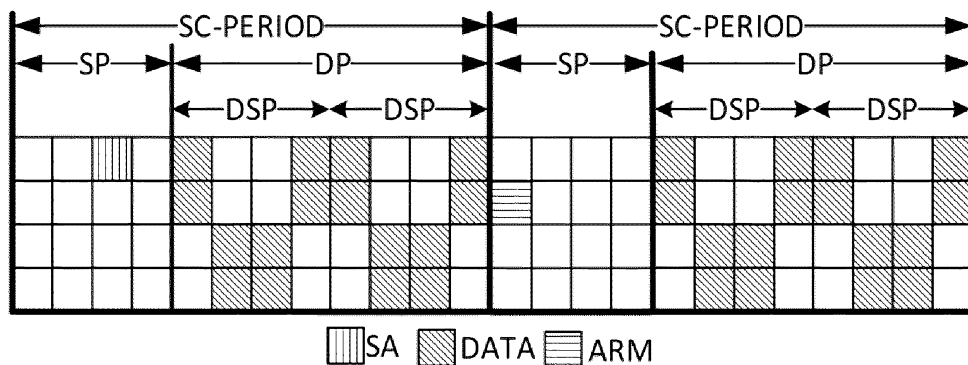 SC-PERIOD SC-PERIOD
SP DP SP DP
DSP DSP DSP DSP
SA DATA ARM